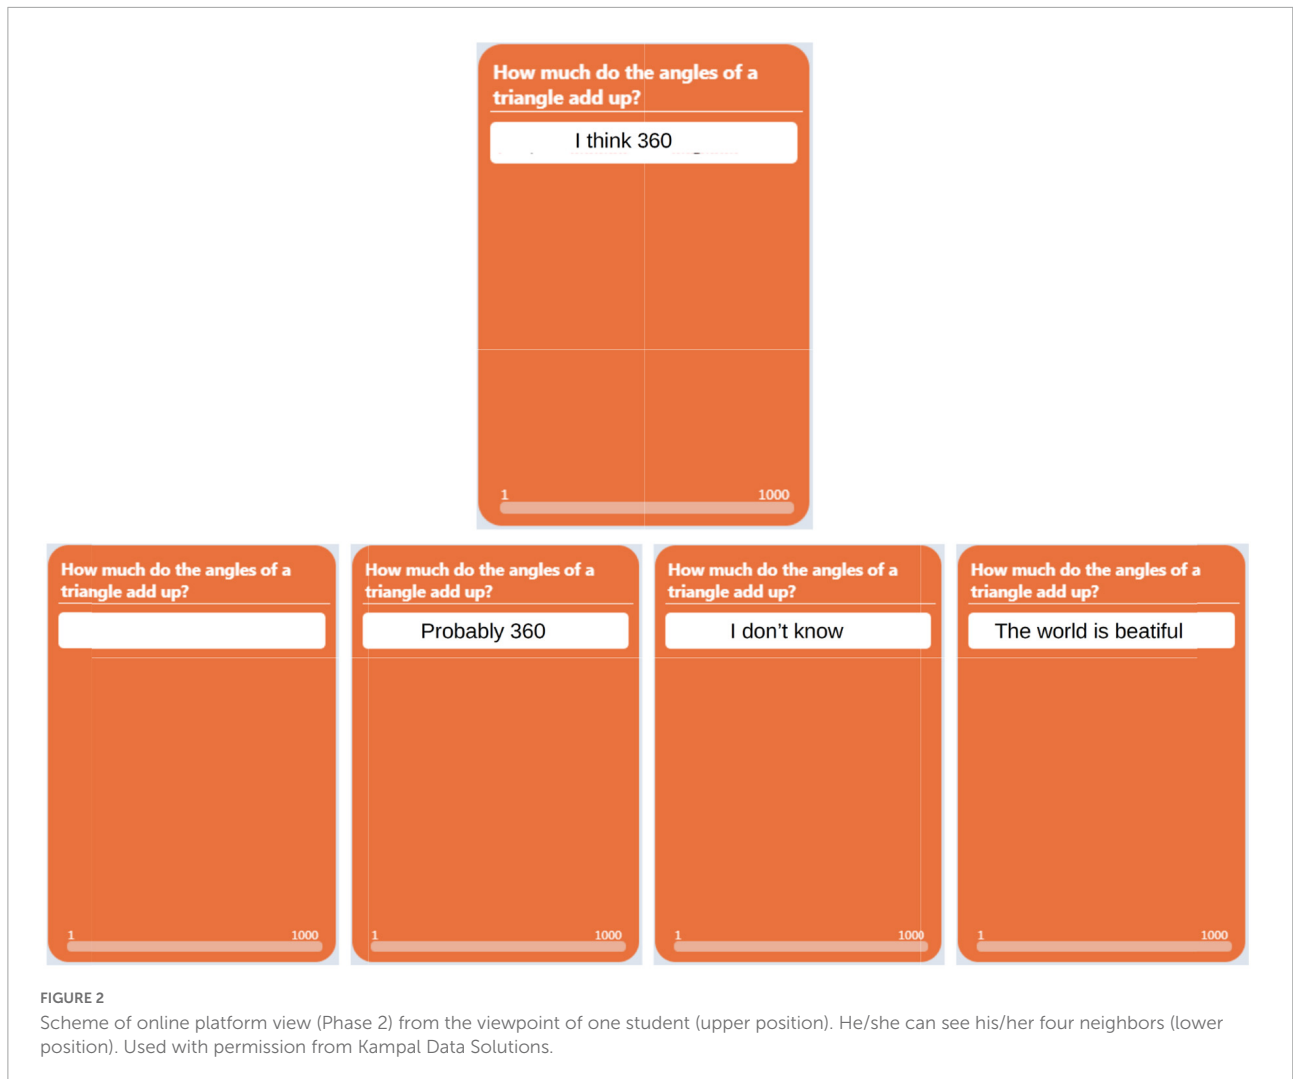 How much do the angles of a
triangle add up?
I think 360
1 1000
How much do the angles of a
triangle add up?
1 1000
How much do the angles of a
triangle add up?
Probably 360
1 1000
How much do the angles of a
triangle add up?
I don't know
1 1000
How much do the angles of a
triangle add up?
The world is beatiful
1 1000
FIGURE 2
Scheme of online platform view (Phase 2) from the viewpoint of one student (upper position). He/she can see his/her four neighbors (lower
position). Used with permission from Kampal Data Solutions.